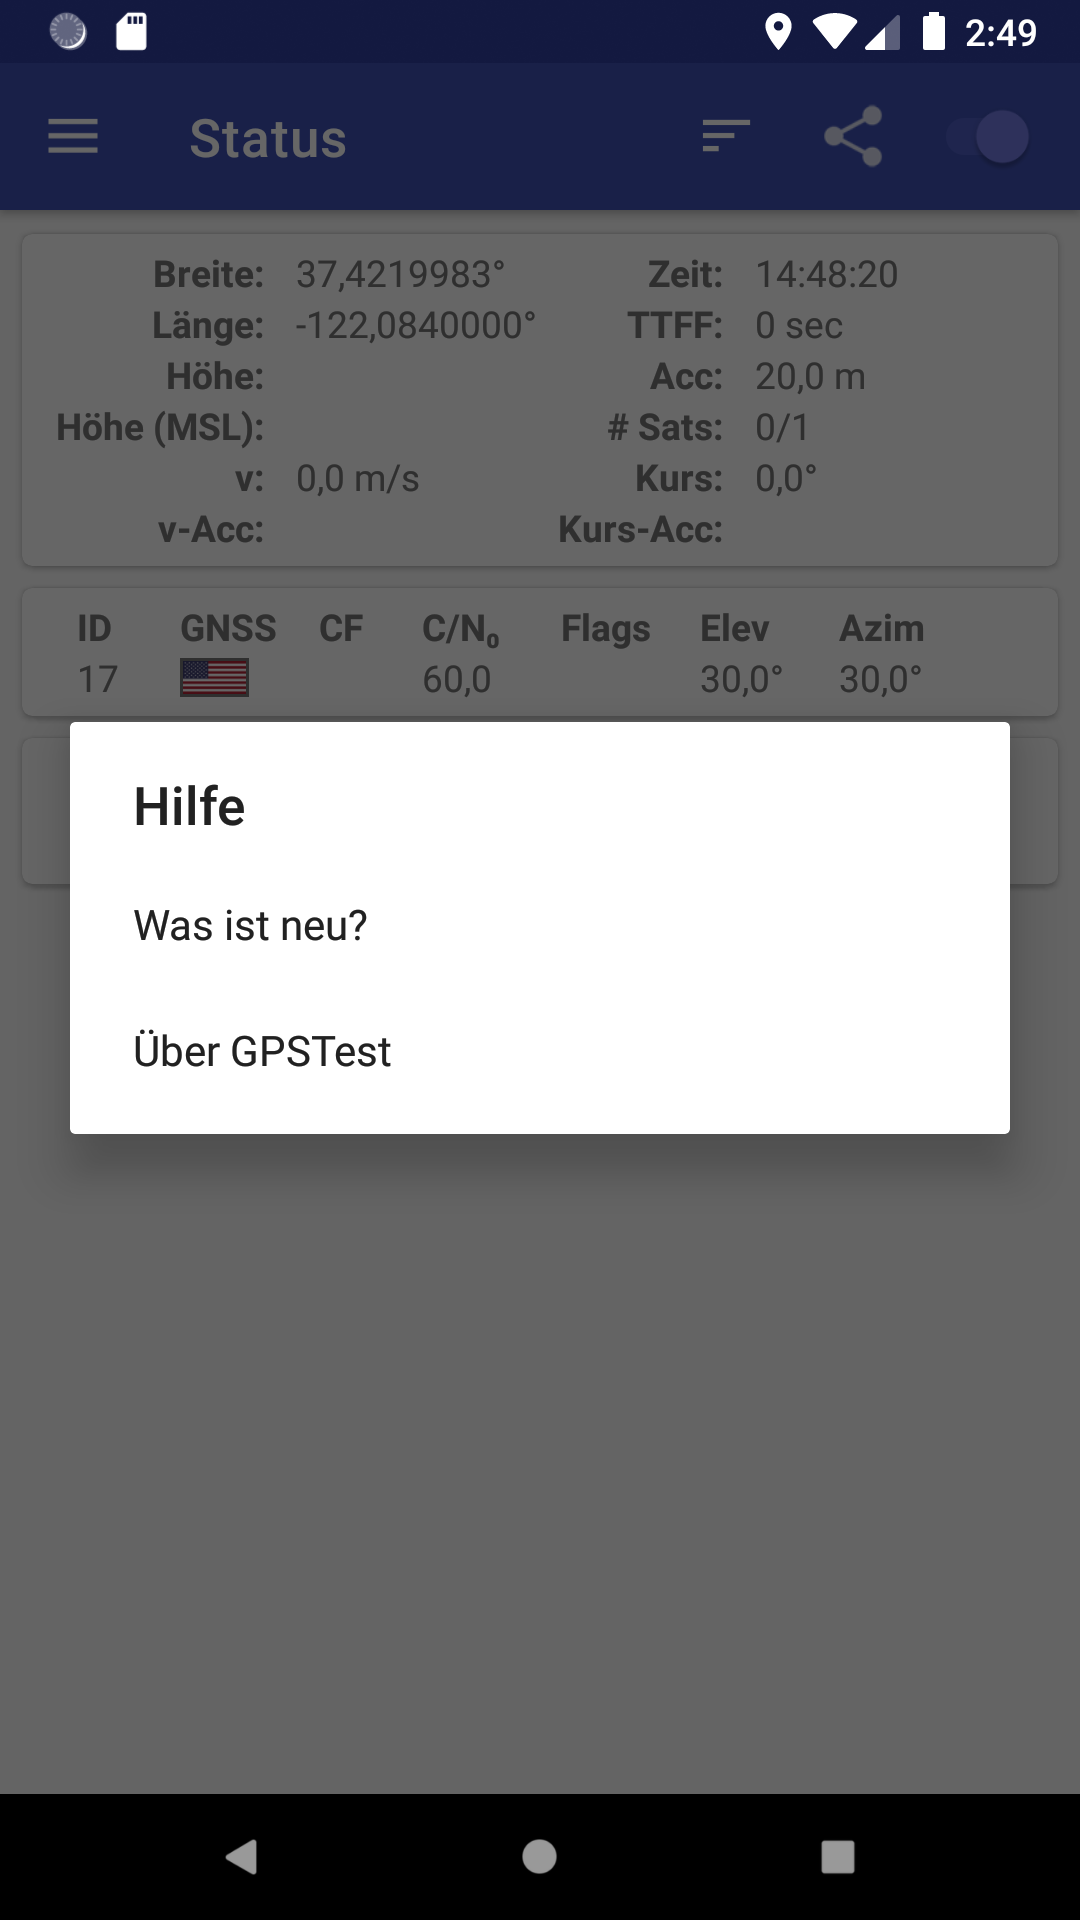 2:49
Status
Breite: 37,4219983° Zeit: 14:48:20
Länge: -122,0840000° TTFF: 0 sec
Höhe: Acc: 20,0 m
Höhe (MSL): # Sats: 0/1
v: 0,0 m/s Kurs: 0,0°
v-Acc: Kurs-Acc:
ID GNSS CF C/N₀ Flags Elev Azim
17 60,0 30,0° 30,0°
Hilfe
Was ist neu?
Über GPSTest